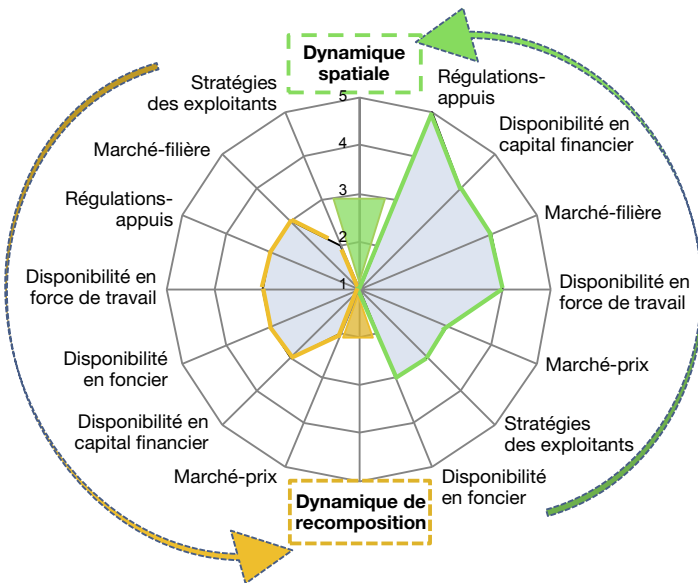 Dynamique
spatiale
Régulations-
appuis
Disponibilité en
capital financier
Marché-filière
Disponibilité en
force de travail
Marché-prix
Stratégies
des exploitants
Disponibilité
en foncier
Dynamique de
recomposition
Marché-prix
Disponibilité en
capital financier
Disponibilité
en foncier
Disponibilité en
force de travail
Régulations-
appuis
Marché-filière
Stratégies
des exploitants
5
4
3
2
1